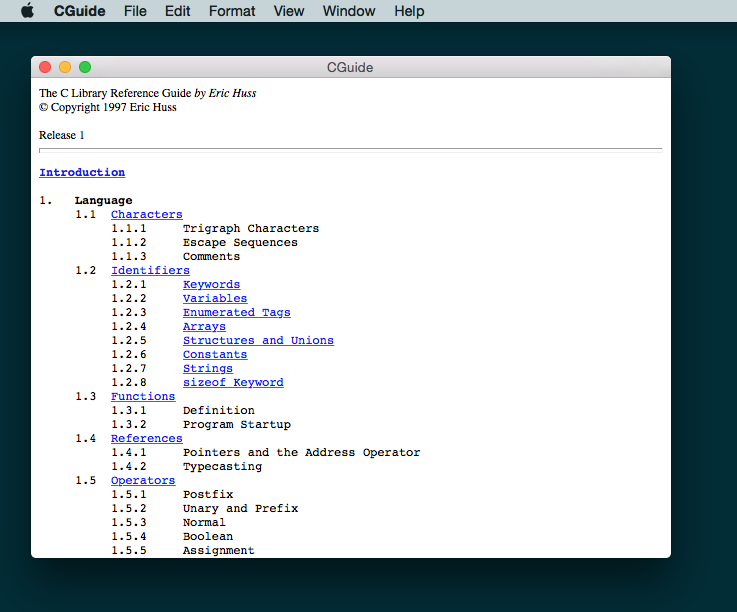 CGuide File Edit Format View Window Help
CGuide
The C Library Reference Guide by Eric Huss
© Copyright 1997 Eric Huss
Release 1
Introduction
1. Language
1.1 Characters
1.1.1 Trigraph Characters
1.1.2 Escape Sequences
1.1.3 Comments
1.2 Identifiers
1.2.1 Keywords
1.2.2 Variables
1.2.3 Enumerated Tags
1.2.4 Arrays
1.2.5 Structures and Unions
1.2.6 Constants
1.2.7 Strings
1.2.8 sizeof Keyword
1.3 Functions
1.3.1 Definition
1.3.2 Program Startup
1.4 References
1.4.1 Pointers and the Address Operator
1.4.2 Typecasting
1.5 Operators
1.5.1 Postfix
1.5.2 Unary and Prefix
1.5.3 Normal
1.5.4 Boolean
1.5.5 Assignment